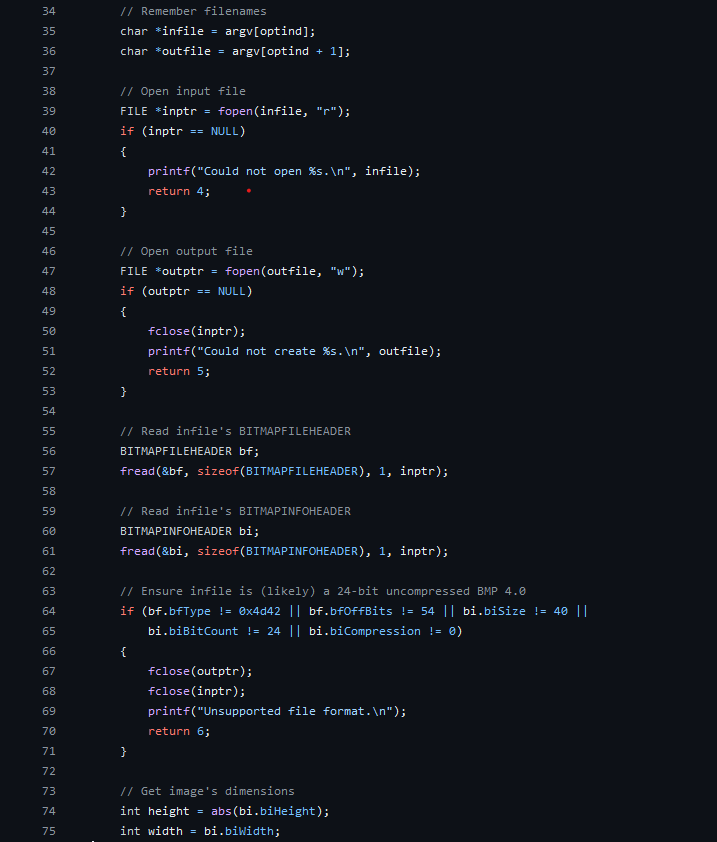 34 // Remember filenames
35 char *infile = argv[optind];
36 char *outfile = argv[optind + 1];
37
38 // Open input file
39 FILE *inptr = fopen(infile, "r");
40 if (inptr == NULL)
41 {
42 printf("Could not open %s.\n", infile);
43 return 4;
44 }
45
46 // Open output file
47 FILE *outptr = fopen(outfile, "w");
48 if (outptr == NULL)
49 {
50 fclose(inptr);
51 printf("Could not create %s.\n", outfile);
52 return 5;
53 }
54
55 // Read infile's BITMAPFILEHEADER
56 BITMAPFILEHEADER bf;
57 fread(&bf, sizeof(BITMAPFILEHEADER), 1, inptr);
58
59 // Read infile's BITMAPINFOHEADER
60 BITMAPINFOHEADER bi;
61 fread(&bi, sizeof(BITMAPINFOHEADER), 1, inptr);
62
63 // Ensure infile is (likely) a 24-bit uncompressed BMP 4.0
64 if (bf.bfType != 0x4d42 || bf.bfOffBits != 54 || bi.biSize != 40 ||
65 bi.biBitCount != 24 || bi.biCompression != 0)
66 {
67 fclose(outptr);
68 fclose(inptr);
69 printf("Unsupported file format.\n");
70 return 6;
71 }
72
73 // Get image's dimensions
74 int height = abs(bi.biHeight);
75 int width = bi.biWidth;